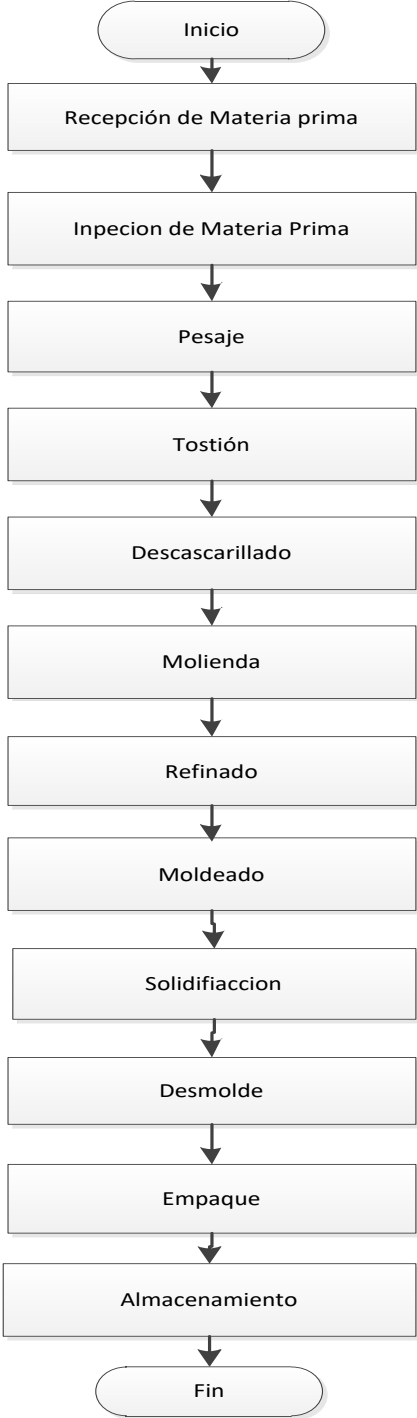 Inicio
Recepción de Materia prima
Inpecion de Materia Prima
Pesaje
Tostión
Descascarillado
Molienda
Refinado
Moldeado
Solidifiaccion
Desmolde
Empaque
Almacenamiento
Fin